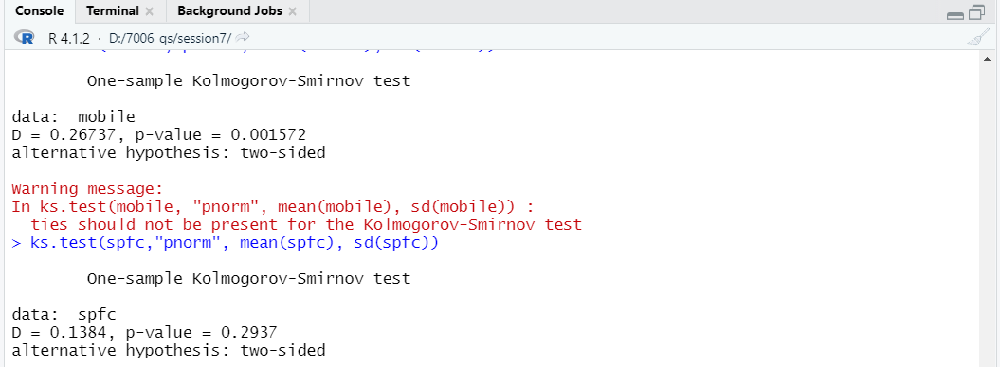 Console Terminal × Background Jobs ×
R R 4.1.2 · D:/7006_qs/session7/
One-sample Kolmogorov-Smirnov test
data:  mobile
D = 0.26737, p-value = 0.001572
alternative hypothesis: two-sided
Warning message:
In ks.test(mobile, "pnorm", mean(mobile), sd(mobile)) :
ties should not be present for the Kolmogorov-Smirnov test
> ks.test(spfc,"pnorm", mean(spfc), sd(spfc))
One-sample Kolmogorov-Smirnov test
data:  spfc
D = 0.1384, p-value = 0.2937
alternative hypothesis: two-sided